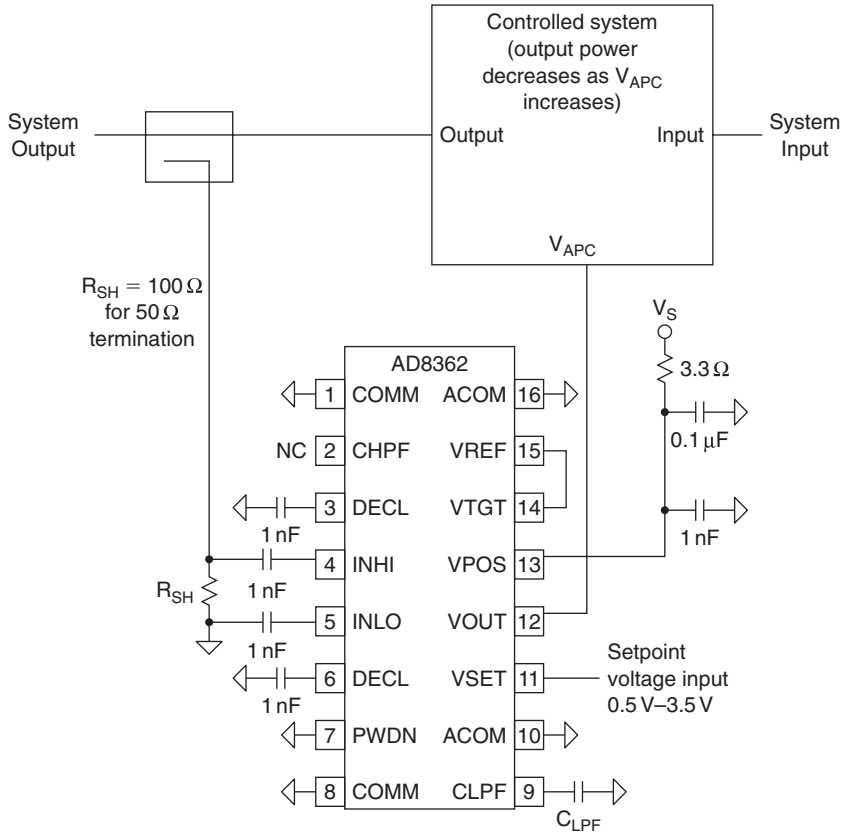 Controlled system
(output power
decreases as V_APC
increases)
System
Output
Output
Input
System
Input
V_APC
R_SH = 100 Ω
for 50 Ω
termination
V_S
3.3 Ω
0.1 μF
1 nF
AD8362
1 COMM ACOM 16
NC 2 CHPF VREF 15
3 DECL VTGT 14
1 nF
4 INHI VPOS 13
1 nF
R_SH
5 INLO VOUT 12
1 nF
6 DECL VSET 11
1 nF
Setpoint
voltage input
0.5 V–3.5 V
7 PWDN ACOM 10
8 COMM CLPF 9
C_LPF